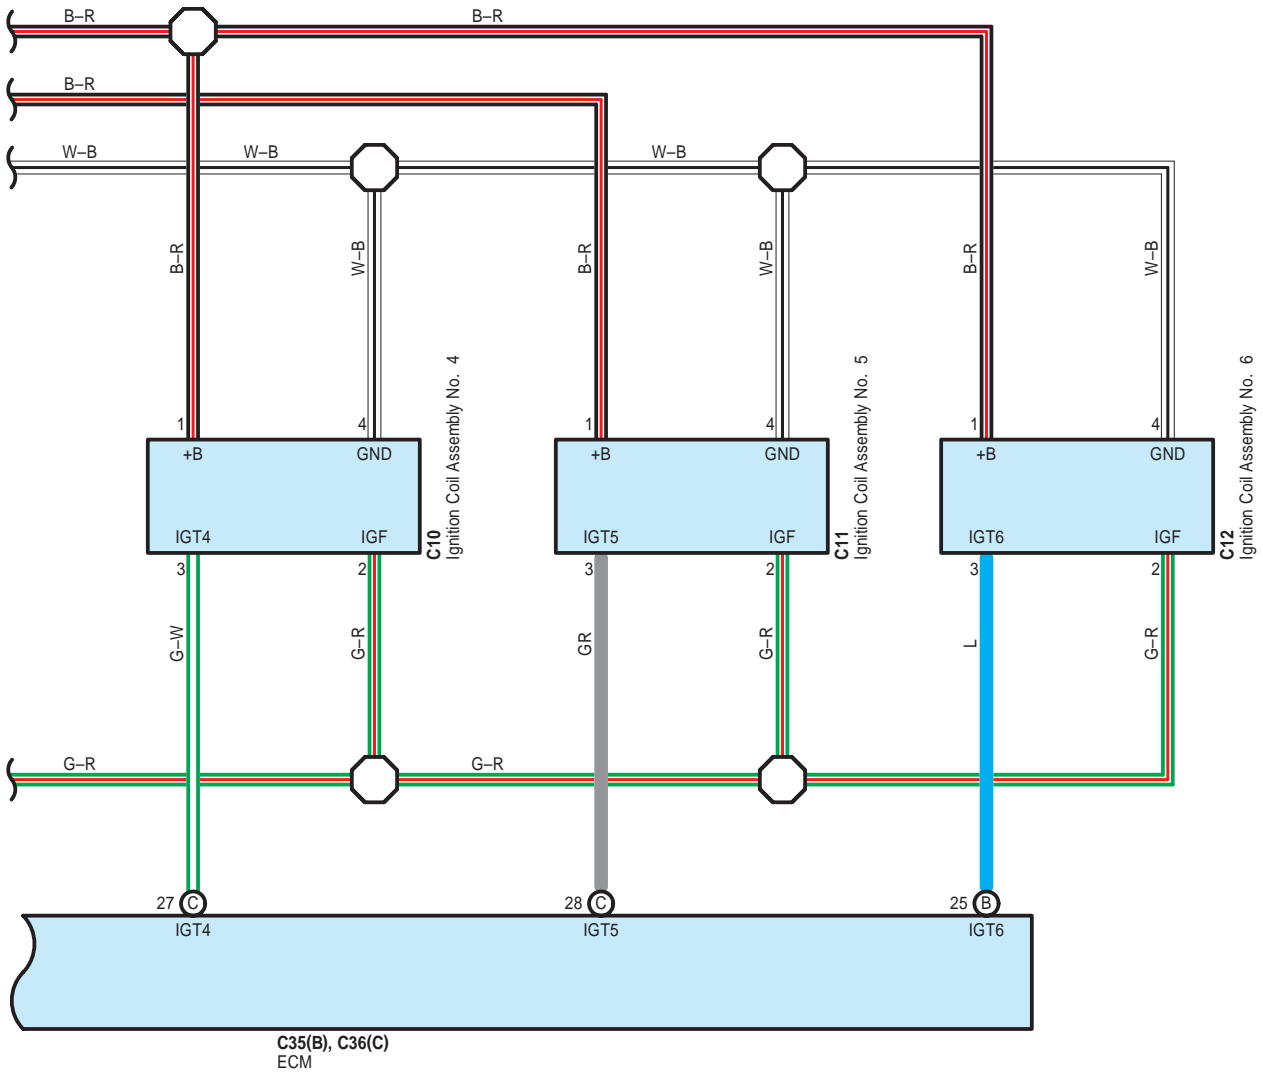 B–R
B–R
B–R
W–B
W–B
W–B
B–R
W–B
B–R
W–B
B–R
W–B
1
4
1
4
1
4
+B
GND
+B
GND
+B
GND
IGT4
IGF
IGT5
IGF
IGT6
IGF
C10
Ignition Coil Assembly No. 4
C11
Ignition Coil Assembly No. 5
C12
Ignition Coil Assembly No. 6
3
2
3
2
3
2
G–W
G–R
GR
G–R
L
G–R
G–R
G–R
27
C
28
C
25
B
IGT4
IGT5
IGT6
C35(B), C36(C)
ECM